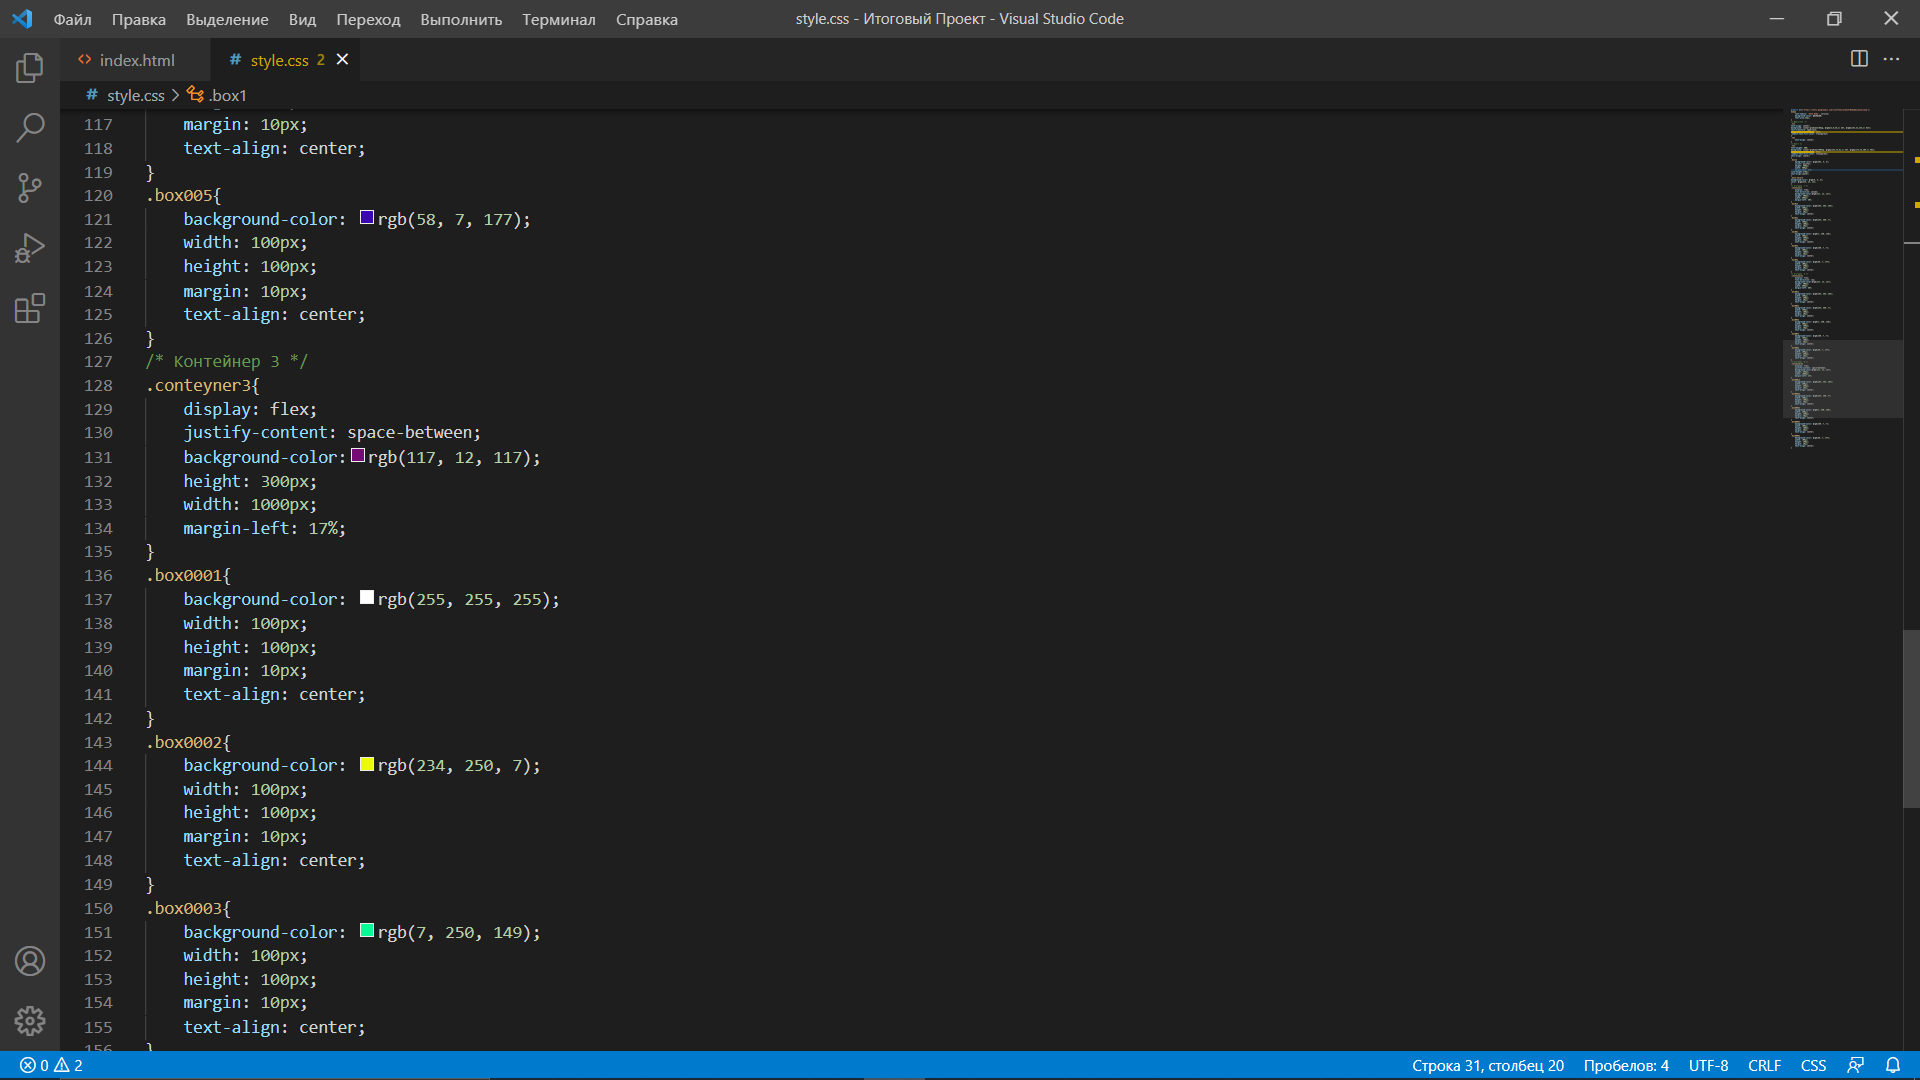 Файл Правка Выделение Вид Переход Выполнить Терминал Справка style.css - Итоговый Проект - Visual Studio Code
index.html # style.css 2
# style.css > .box1
117 margin: 10px;
118 text-align: center;
119 }
120 .box005{
121 background-color: rgb(58, 7, 177);
122 width: 100px;
123 height: 100px;
124 margin: 10px;
125 text-align: center;
126 }
127 /* Контейнер 3 */
128 .conteyner3{
129 display: flex;
130 justify-content: space-between;
131 background-color: rgb(117, 12, 117);
132 height: 300px;
133 width: 1000px;
134 margin-left: 17%;
135 }
136 .box0001{
137 background-color: rgb(255, 255, 255);
138 width: 100px;
139 height: 100px;
140 margin: 10px;
141 text-align: center;
142 }
143 .box0002{
144 background-color: rgb(234, 250, 7);
145 width: 100px;
146 height: 100px;
147 margin: 10px;
148 text-align: center;
149 }
150 .box0003{
151 background-color: rgb(7, 250, 149);
152 width: 100px;
153 height: 100px;
154 margin: 10px;
155 text-align: center;
156 }
0 2 Строка 31, столбец 20 Пробелов: 4 UTF-8 CRLF CSS